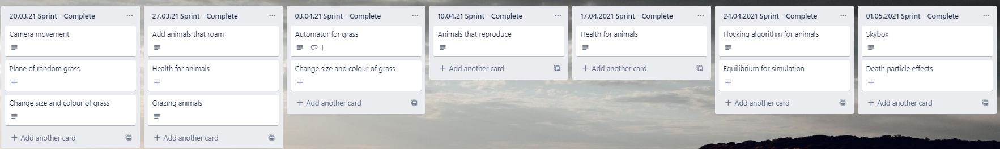 20.03.21 Sprint - Complete
Camera movement
Plane of random grass
Change size and colour of grass
+ Add another card
27.03.21 Sprint - Complete
Add animals that roam
Health for animals
Grazing animals
+ Add another card
03.04.21 Sprint - Complete
Automator for grass
1
Change size and colour of grass
+ Add another card
10.04.21 Sprint - Complete
Animals that reproduce
+ Add another card
17.04.2021 Sprint - Complete
Health for animals
+ Add another card
24.04.2021 Sprint - Complete
Flocking algorithm for animals
Equilibrium for simulation
+ Add another card
01.05.2021 Sprint - Complete
Skybox
Death particle effects
+ Add another card